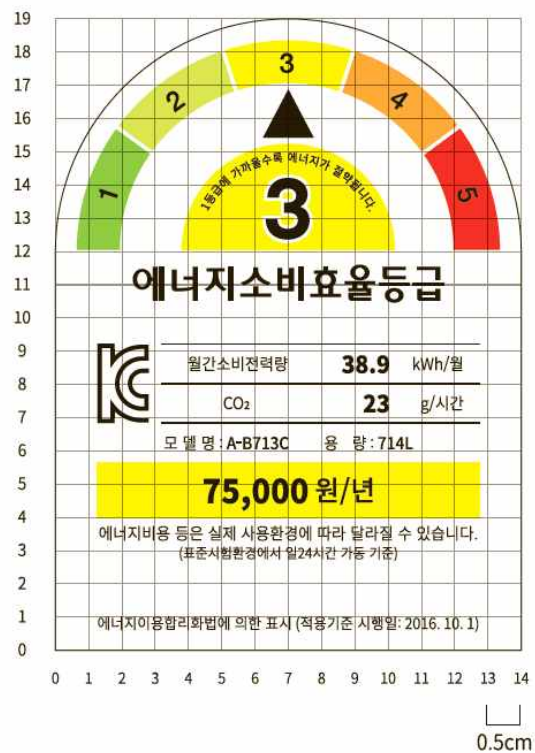 19
18
17
16
15
14
13
12
11
10
9
8
7
6
5
4
3
2
1
0
1 2 3 4 5
1등급에 가까울수록 에너지가 절약됩니다.
3
에너지소비효율등급
월간소비전력량 38.9 kWh/월
CO₂ 23 g/시간
모 델 명 : A-B713C 용 량 : 714L
75,000 원/년
에너지비용 등은 실제 사용환경에 따라 달라질 수 있습니다.
(표준시험환경에서 일24시간 가동 기준)
에너지이용합리화법에 의한 표시 (적용기준 시행일: 2016. 10. 1)
0 1 2 3 4 5 6 7 8 9 10 11 12 13 14
0.5cm